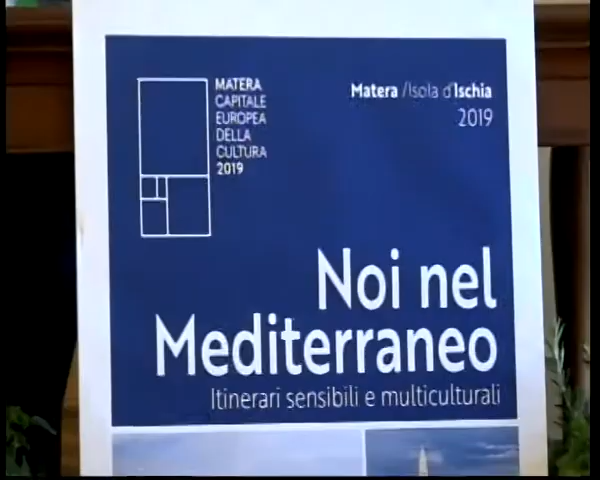 MATERA
CAPITALE
EUROPEA
DELLA
CULTURA
2019
Matera /Isola d'Ischia
2019
Noi nel
Mediterraneo
Itinerari sensibili e multiculturali